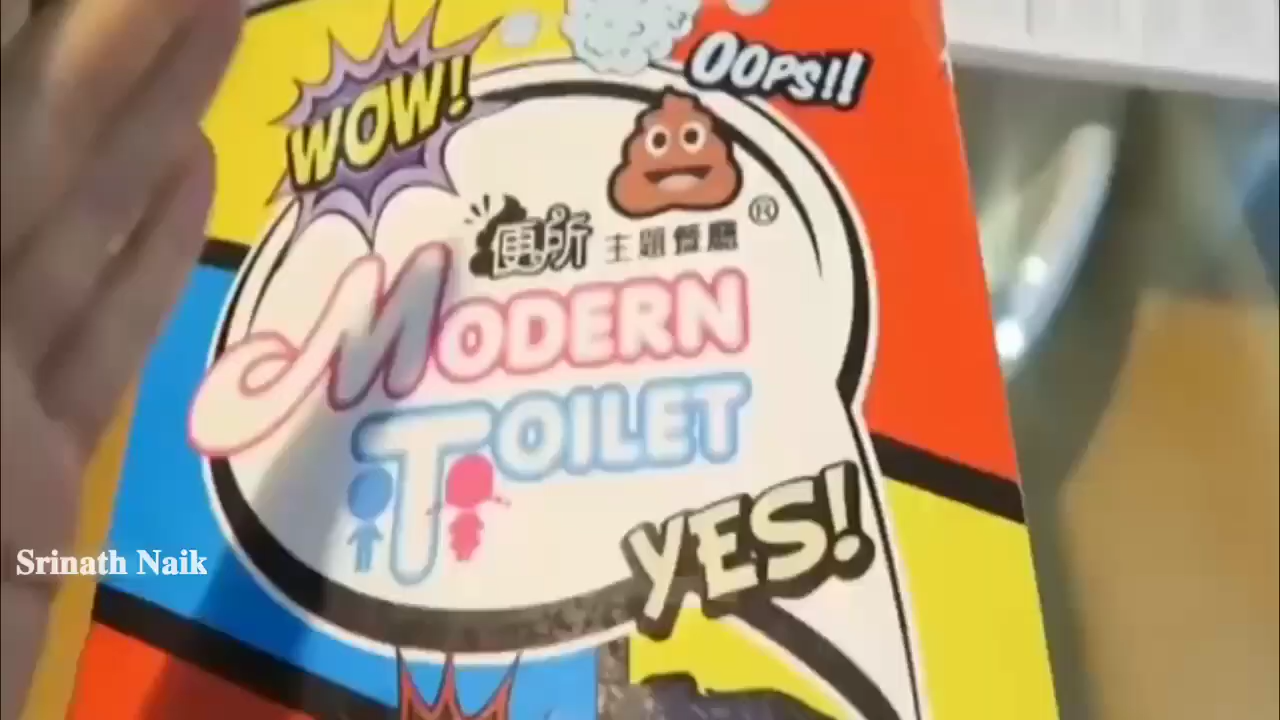 WOW!
OOPS!!
便所 主題餐廳®
MODERN
TOILET
YES!
Srinath Naik